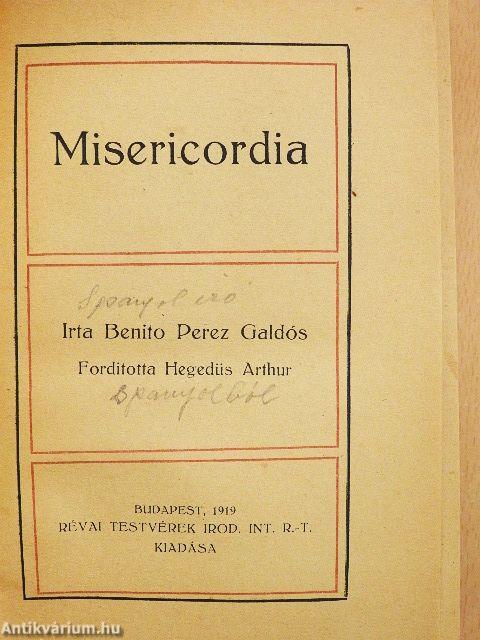 Misericordia
Spanyol író
Irta Benito Perez Galdós
Forditotta Hegedüs Arthur
Spanyolból
BUDAPEST, 1919
RÉVAI TESTVÉREK IROD. INT. R.-T.
KIADÁSA
Antikvárium.hu